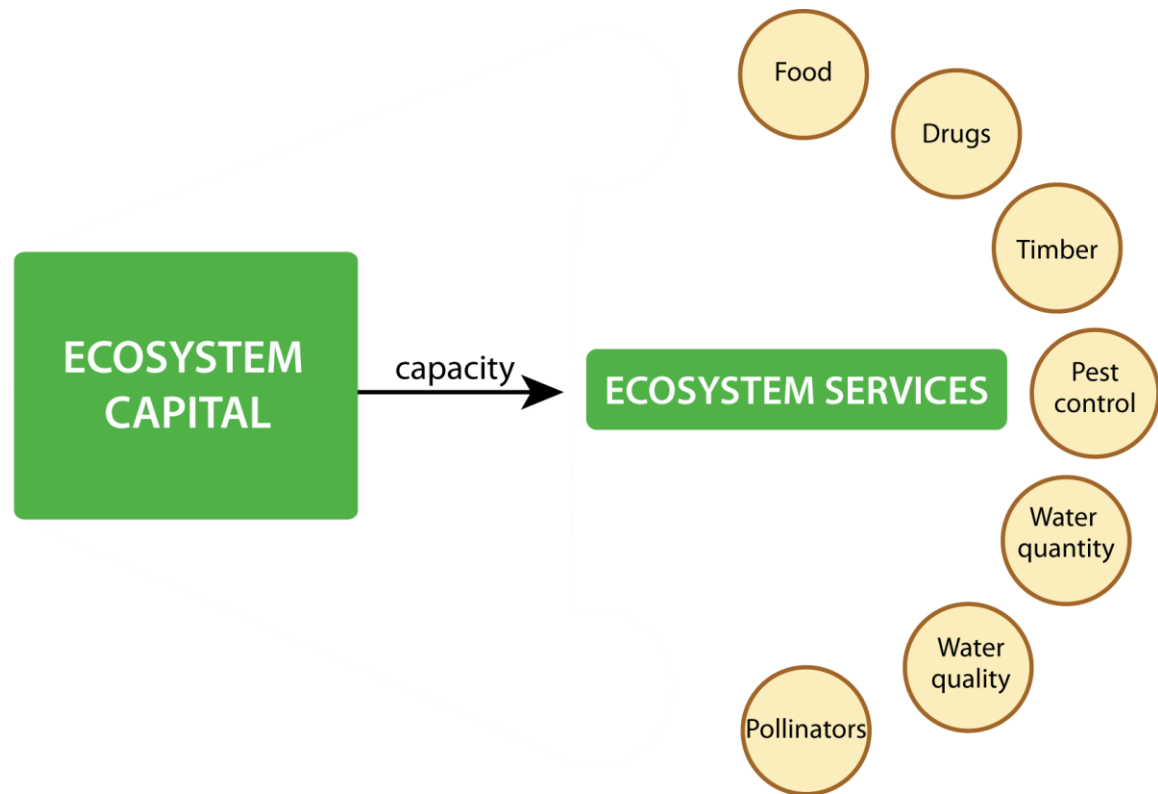 Food
Drugs
Timber
ECOSYSTEM
CAPITAL
capacity
ECOSYSTEM SERVICES
Pest
control
Water
quantity
Water
quality
Pollinators